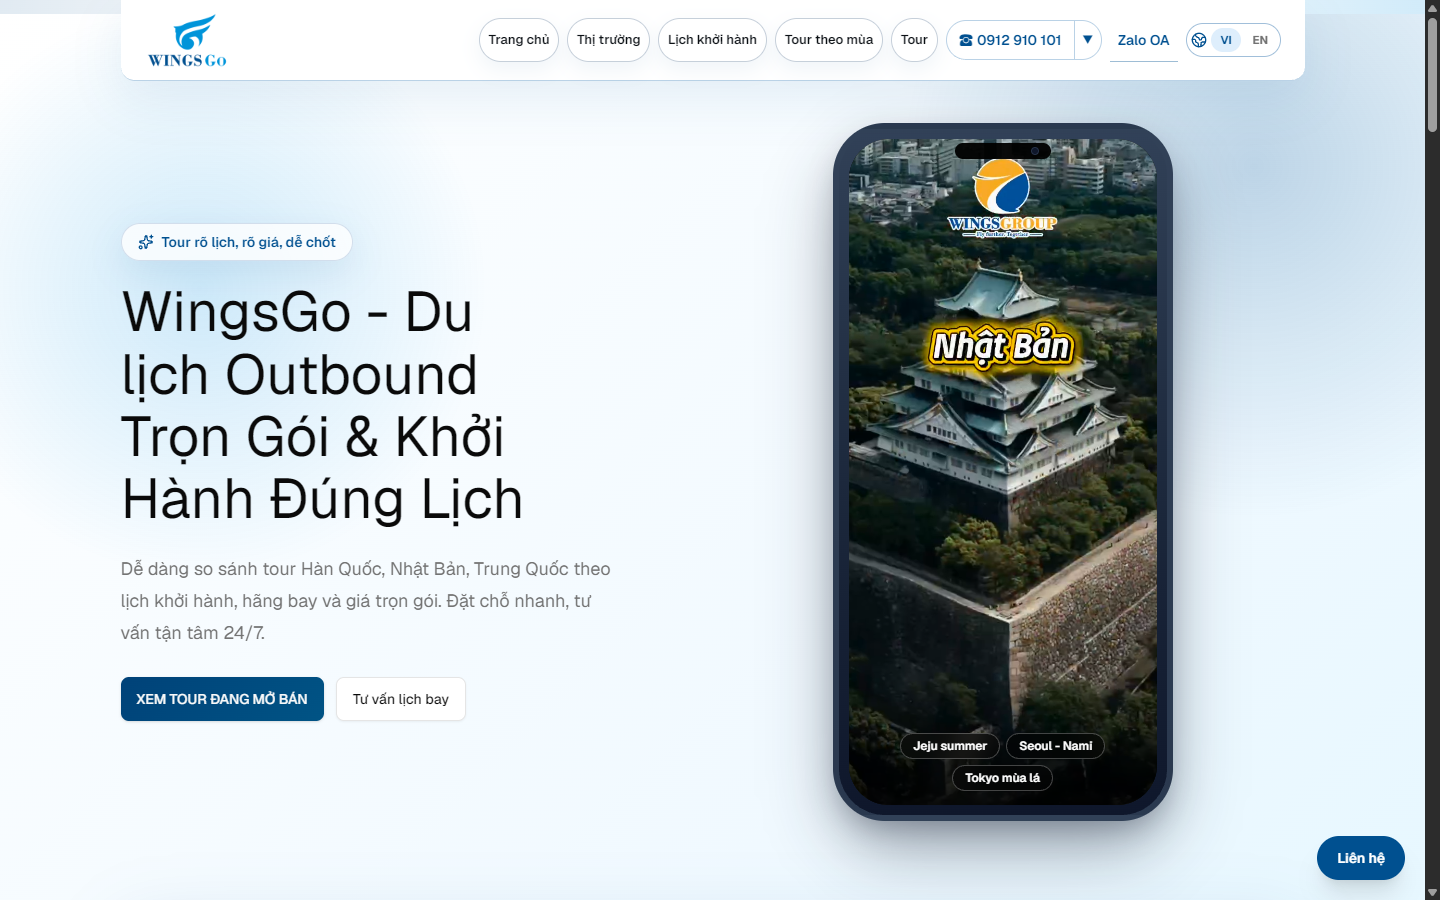 WINGS GO
Trang chủ
Thị trường
Lịch khởi hành
Tour theo mùa
Tour
0912 910 101
Zalo OA
VI
EN
Tour rõ lịch, rõ giá, dễ chốt
WingsGo - Du
lịch Outbound
Trọn Gói & Khởi
Hành Đúng Lịch
Dễ dàng so sánh tour Hàn Quốc, Nhật Bản, Trung Quốc theo
lịch khởi hành, hãng bay và giá trọn gói. Đặt chỗ nhanh, tư
vấn tận tâm 24/7.
XEM TOUR ĐANG MỞ BÁN
Tư vấn lịch bay
WINGSGROUP
Fly further, Together
Nhật Bản
Jeju summer
Seoul - Nami
Tokyo mùa lá
Liên hệ